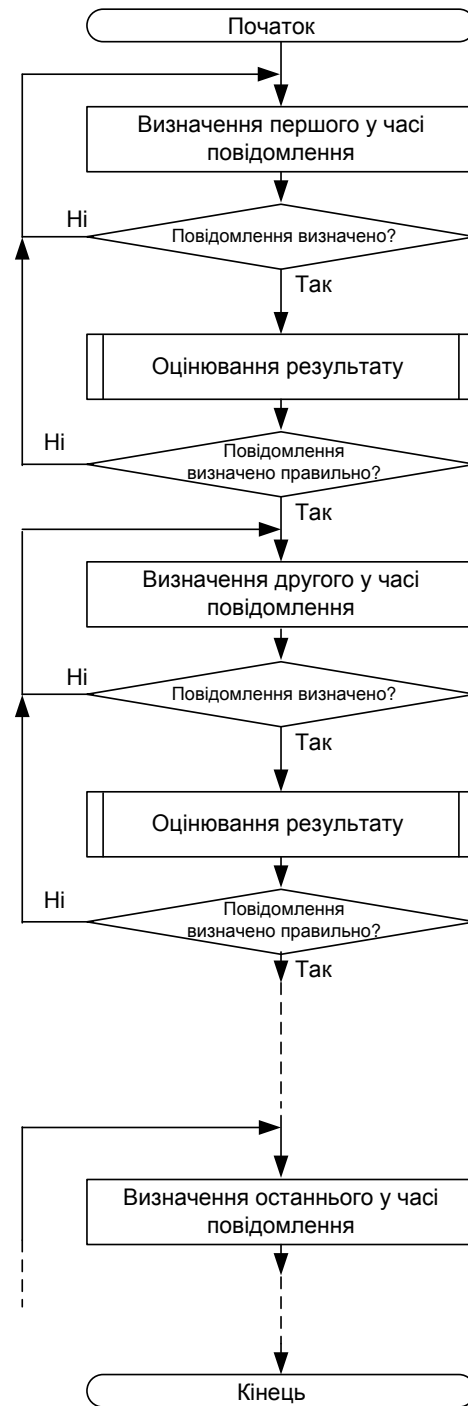 Початок
Визначення першого у часі
повідомлення
Ні
Повідомлення визначено?
Так
Оцінювання результату
Ні
Повідомлення
визначено правильно?
Так
Визначення другого у часі
повідомлення
Ні
Повідомлення визначено?
Так
Оцінювання результату
Ні
Повідомлення
визначено правильно?
Так
Визначення останнього у часі
повідомлення
Кінець